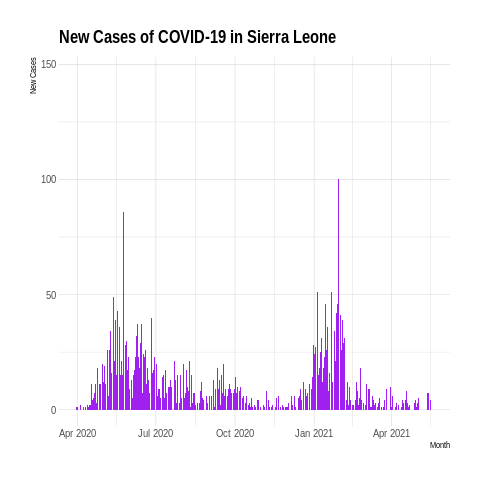 New Cases of COVID-19 in Sierra Leone
New Cases
150
100
50
0
Apr 2020
Jul 2020
Oct 2020
Jan 2021
Apr 2021
Month